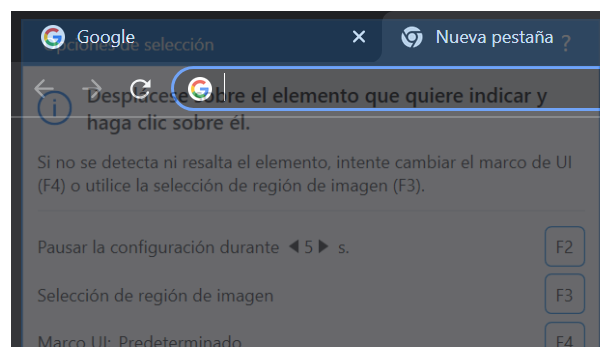 Google
Nueva pestaña
Opciones de selección
?
Desplácese sobre el elemento que quiere indicar y
haga clic sobre él.
Si no se detecta ni resalta el elemento, intente cambiar el marco de UI
(F4) o utilice la selección de región de imagen (F3).
Pausar la configuración durante 5 s.
F2
Selección de región de imagen
F3
Marco UI: Predeterminado
F4